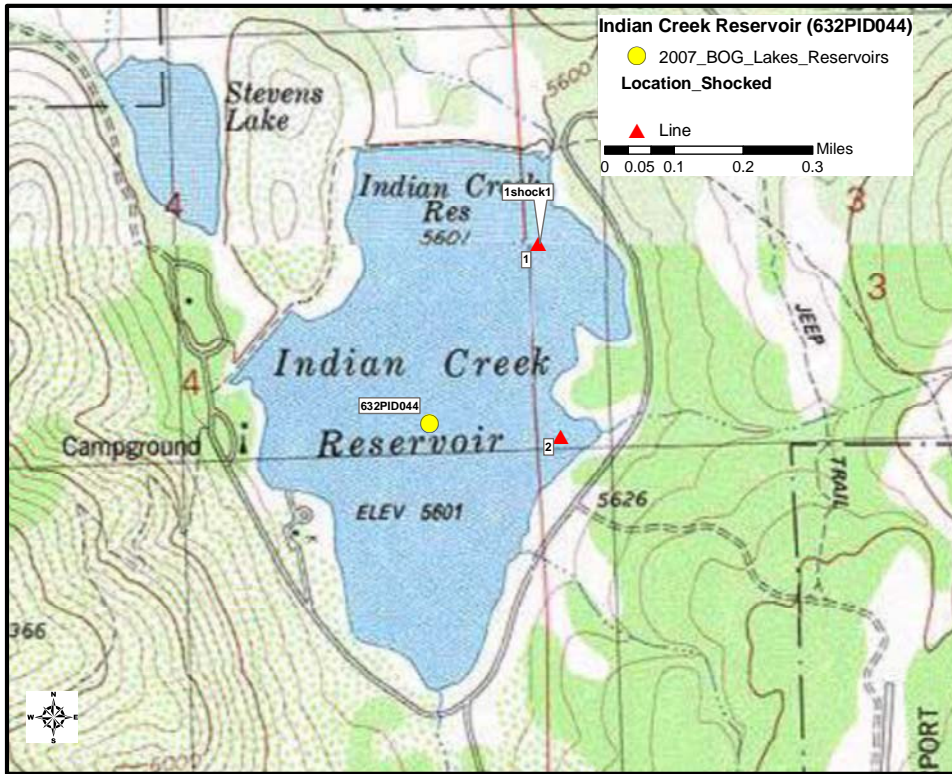 Indian Creek Reservoir (632PID044)
2007_BOG_Lakes_Reservoirs
Location_Shocked
Line
Miles
0 0.05 0.1 0.2 0.3
5600
Stevens
Lake
Indian Creek
Res
5601
1shock1
4
3
1
3
JEEP
Indian Creek
4
632PID044
Campground
Reservoir
2
TRAIL
5626
ELEV 5601
366
N
W E
S
6000
PORT